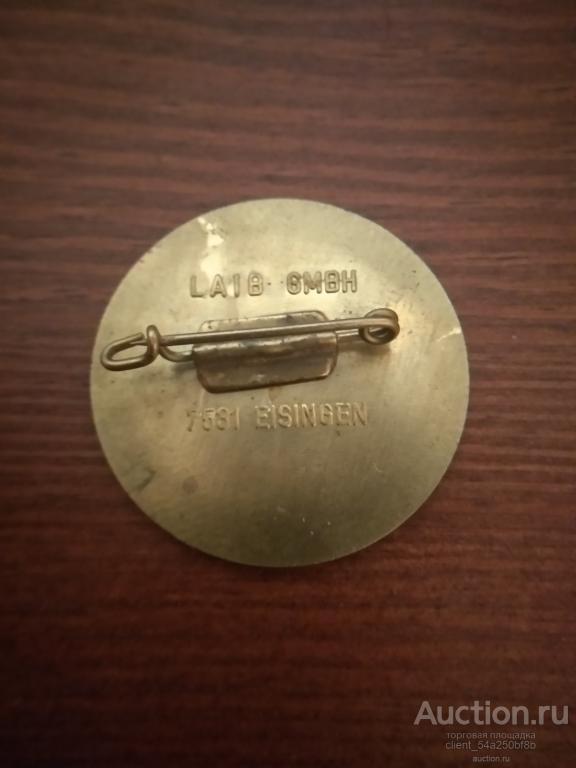 LAIB GMBH
7531 EISINGEN
Auction.ru
торговая площадка
client_54a250bf8b
auction.ru